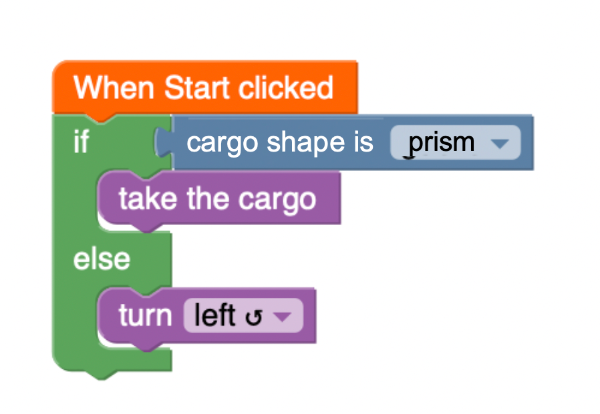 When Start clicked
if cargo shape is prism
take the cargo
else
turn left ↺